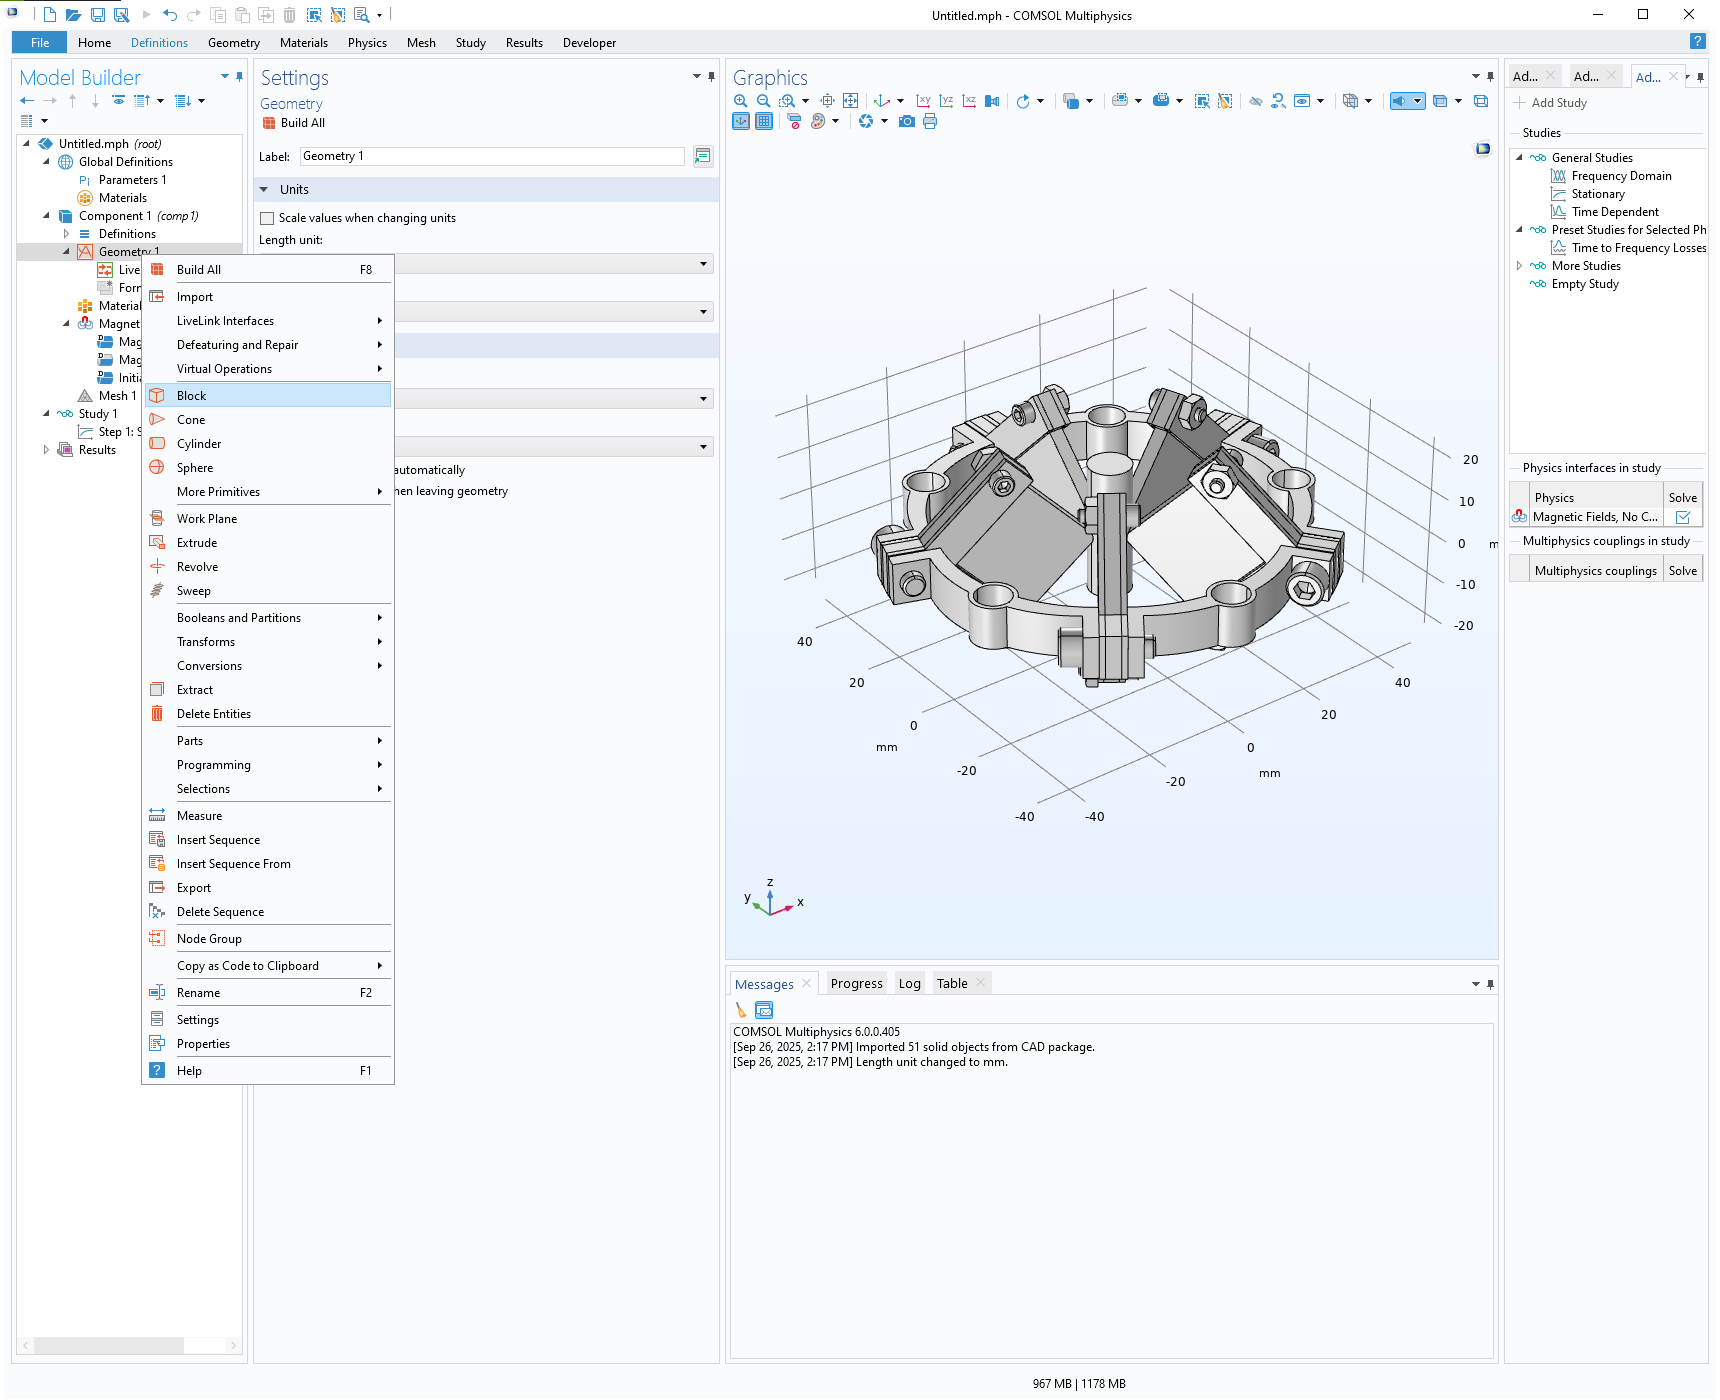 Untitled.mph - COMSOL Multiphysics
File Home Definitions Geometry Materials Physics Mesh Study Results Developer
Model Builder
Untitled.mph (root)
Global Definitions
Pi Parameters 1
Materials
Component 1 (comp1)
Definitions
Geometry 1
Live
Form
Material
Magnet
Mag
Mag
Initia
Mesh 1
Study 1
Step 1: S
Results
Build All F8
Import
LiveLink Interfaces
Defeaturing and Repair
Virtual Operations
Block
Cone
Cylinder
Sphere
More Primitives
Work Plane
Extrude
Revolve
Sweep
Booleans and Partitions
Transforms
Conversions
Extract
Delete Entities
Parts
Programming
Selections
Measure
Insert Sequence
Insert Sequence From
Export
Delete Sequence
Node Group
Copy as Code to Clipboard
Rename F2
Settings
Properties
Help F1
Settings
Geometry
Build All
Label: Geometry 1
Units
Scale values when changing units
Length unit:
automatically
hen leaving geometry
Graphics
xy yz xz
20
10
0 m
-10
-20
40
20
0
mm
-20
-40
-40
-20
0
mm
20
40
z
y
x
Messages Progress Log Table
COMSOL Multiphysics 6.0.0.405
[Sep 26, 2025, 2:17 PM] Imported 51 solid objects from CAD package.
[Sep 26, 2025, 2:17 PM] Length unit changed to mm.
Ad... Ad... Ad...
Add Study
Studies
General Studies
Frequency Domain
Stationary
Time Dependent
Preset Studies for Selected Ph
Time to Frequency Losses
More Studies
Empty Study
Physics interfaces in study
Physics Solve
Magnetic Fields, No C...
Multiphysics couplings in study
Multiphysics couplings Solve
967 MB | 1178 MB